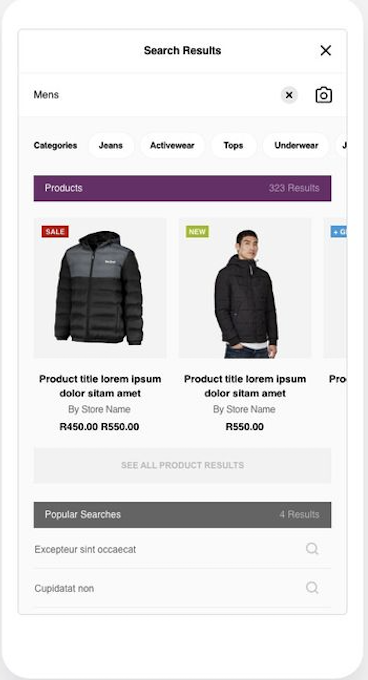 Search Results
Mens
Categories Jeans Activewear Tops Underwear
Products 323 Results
SALE NEW
Product title lorem ipsum Product title lorem ipsum
dolor sitam amet dolor sitam amet
By Store Name By Store Name
R450.00 R550.00 R550.00
SEE ALL PRODUCT RESULTS
Popular Searches 4 Results
Excepteur sint occaecat
Cupidatat non